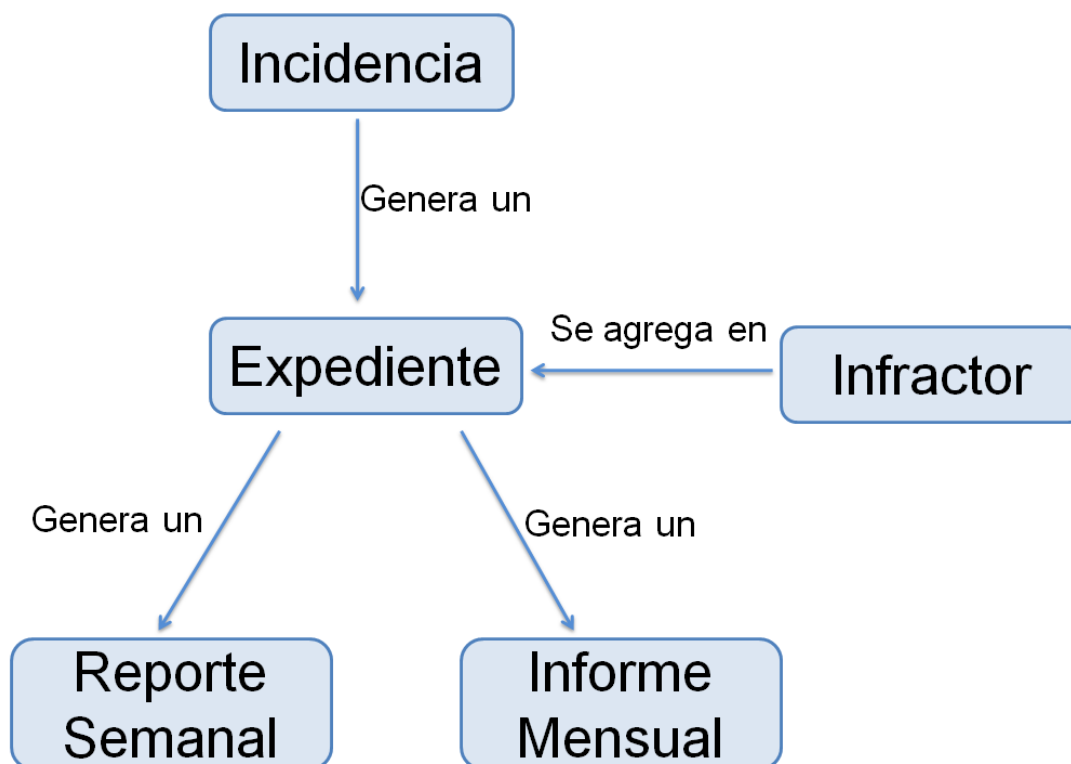 Incidencia
Genera un
Se agrega en
Expediente
Infractor
Genera un
Genera un
Reporte
Semanal
Informe
Mensual